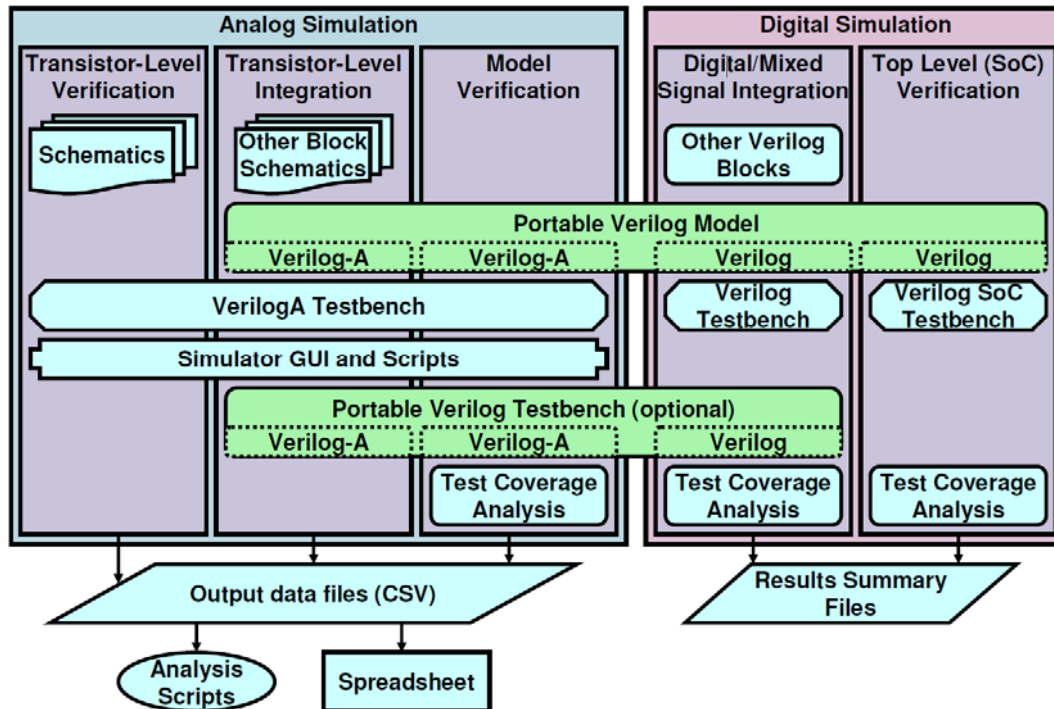 Analog Simulation
Digital Simulation
Transistor-Level
Verification
Transistor-Level
Integration
Model
Verification
Digital/Mixed
Signal Integration
Top Level (SoC)
Verification
Schematics
Other Block
Schematics
Other Verilog
Blocks
Portable Verilog Model
Verilog-A
Verilog-A
Verilog
Verilog
VerilogA Testbench
Verilog
Testbench
Verilog SoC
Testbench
Simulator GUI and Scripts
Portable Verilog Testbench (optional)
Verilog-A
Verilog-A
Verilog
Test Coverage
Analysis
Test Coverage
Analysis
Test Coverage
Analysis
Output data files (CSV)
Results Summary
Files
Analysis
Scripts
Spreadsheet